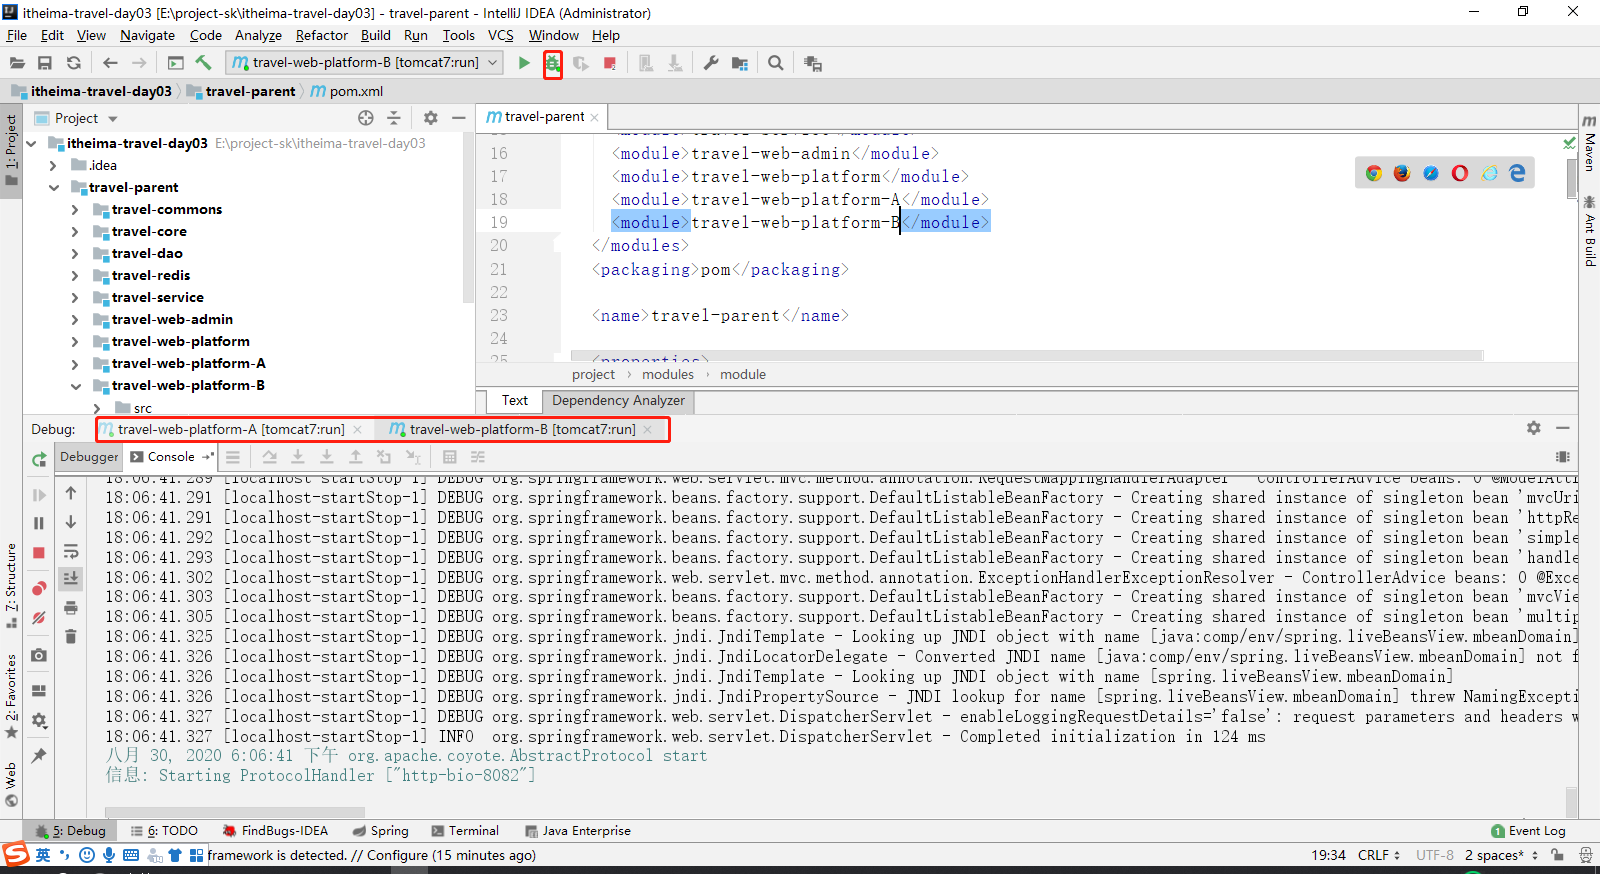 itheima-travel-day03 [E:\project-sk\itheima-travel-day03] - travel-parent - IntelliJ IDEA (Administrator)
File Edit View Navigate Code Analyze Refactor Build Run Tools VCS Window Help
travel-web-platform-B [tomcat7:run]
itheima-travel-day03 travel-parent pom.xml
1: Project
Project
itheima-travel-day03 E:\project-sk\itheima-travel-day03
.idea
travel-parent
travel-commons
travel-core
travel-dao
travel-redis
travel-service
travel-web-admin
travel-web-platform
travel-web-platform-A
travel-web-platform-B
src
travel-parent
16 <module>travel-web-admin</module>
17 <module>travel-web-platform</module>
18 <module>travel-web-platform-A</module>
19 <module>travel-web-platform-B</module>
20 </modules>
21 <packaging>pom</packaging>
22
23 <name>travel-parent</name>
24
25 <properties>
project › modules › module
Text Dependency Analyzer
Maven
Ant Build
Debug: travel-web-platform-A [tomcat7:run] travel-web-platform-B [tomcat7:run]
Debugger Console
18:06:41.289 [localhost-startStop-1] DEBUG org.springframework.web.servlet.mvc.method.annotation.RequestMappingHandlerAdapter - ControllerAdvice beans: 0 @ModelAtt
18:06:41.291 [localhost-startStop-1] DEBUG org.springframework.beans.factory.support.DefaultListableBeanFactory - Creating shared instance of singleton bean 'mvcUri
18:06:41.291 [localhost-startStop-1] DEBUG org.springframework.beans.factory.support.DefaultListableBeanFactory - Creating shared instance of singleton bean 'httpRe
18:06:41.292 [localhost-startStop-1] DEBUG org.springframework.beans.factory.support.DefaultListableBeanFactory - Creating shared instance of singleton bean 'simple
18:06:41.293 [localhost-startStop-1] DEBUG org.springframework.beans.factory.support.DefaultListableBeanFactory - Creating shared instance of singleton bean 'handle
18:06:41.302 [localhost-startStop-1] DEBUG org.springframework.web.servlet.mvc.method.annotation.ExceptionHandlerExceptionResolver - ControllerAdvice beans: 0 @Exce
18:06:41.303 [localhost-startStop-1] DEBUG org.springframework.beans.factory.support.DefaultListableBeanFactory - Creating shared instance of singleton bean 'mvcVie
18:06:41.305 [localhost-startStop-1] DEBUG org.springframework.beans.factory.support.DefaultListableBeanFactory - Creating shared instance of singleton bean 'multip
18:06:41.325 [localhost-startStop-1] DEBUG org.springframework.jndi.JndiTemplate - Looking up JNDI object with name [java:comp/env/spring.liveBeansView.mbeanDomain]
18:06:41.326 [localhost-startStop-1] DEBUG org.springframework.jndi.JndiLocatorDelegate - Converted JNDI name [java:comp/env/spring.liveBeansView.mbeanDomain] not f
18:06:41.326 [localhost-startStop-1] DEBUG org.springframework.jndi.JndiTemplate - Looking up JNDI object with name [spring.liveBeansView.mbeanDomain]
18:06:41.326 [localhost-startStop-1] DEBUG org.springframework.jndi.JndiPropertySource - JNDI lookup for name [spring.liveBeansView.mbeanDomain] threw NamingExcepti
18:06:41.327 [localhost-startStop-1] DEBUG org.springframework.web.servlet.DispatcherServlet - enableLoggingRequestDetails='false': request parameters and headers w
18:06:41.327 [localhost-startStop-1] INFO org.springframework.web.servlet.DispatcherServlet - Completed initialization in 124 ms
八月 30, 2020 6:06:41 下午 org.apache.coyote.AbstractProtocol start
信息: Starting ProtocolHandler ["http-bio-8082"]
7: Structure
2: Favorites
Web
5: Debug 6: TODO FindBugs-IDEA Spring Terminal Java Enterprise 1 Event Log
英 framework is detected. // Configure (15 minutes ago) 19:34 CRLF UTF-8 2 spaces*